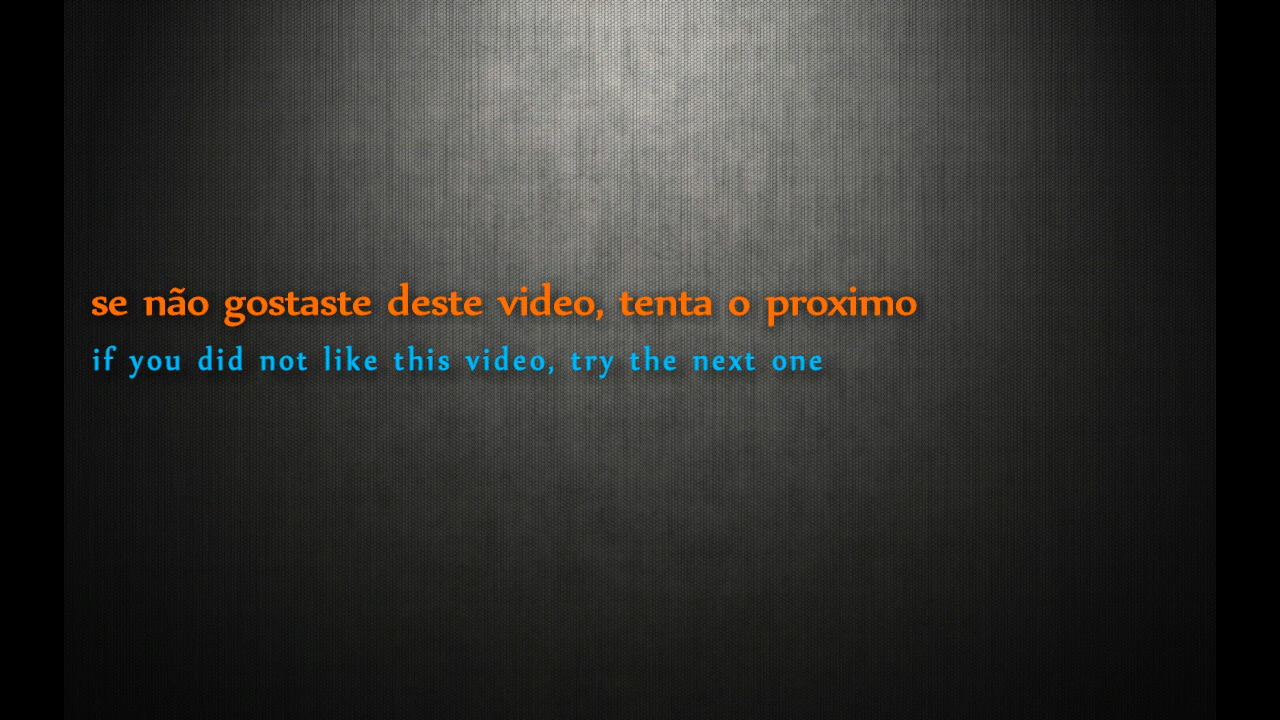 se não gostaste deste video, tenta o proximo
if you did not like this video, try the next one